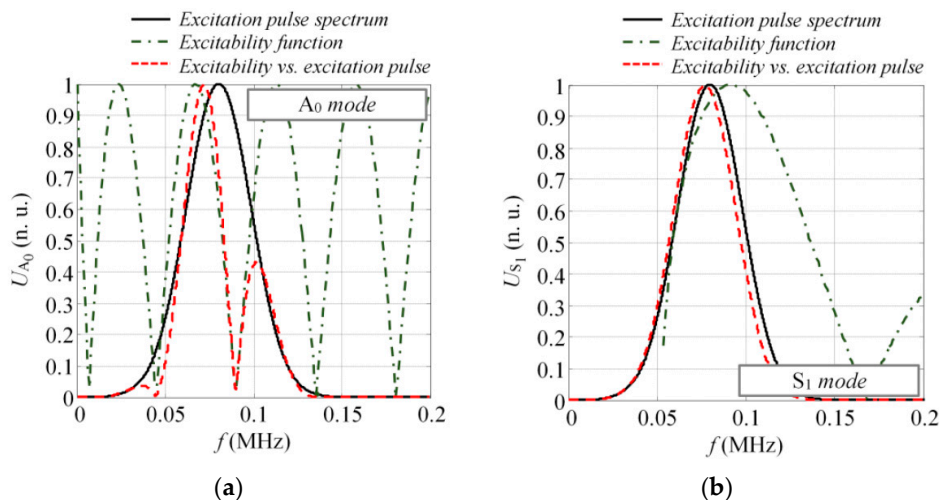 Excitation pulse spectrum
Excitability function
Excitability vs. excitation pulse
1
0.9
0.8
0.7
0.6
0.5
0.4
0.3
0.2
0.1
0
U_A0 (n. u.)
A0 mode
0 0.05 0.1 0.15 0.2
f (MHz)
(a)
Excitation pulse spectrum
Excitability function
Excitability vs. excitation pulse
1
0.9
0.8
0.7
0.6
0.5
0.4
0.3
0.2
0.1
0
U_S1 (n. u.)
S1 mode
0 0.05 0.1 0.15 0.2
f (MHz)
(b)